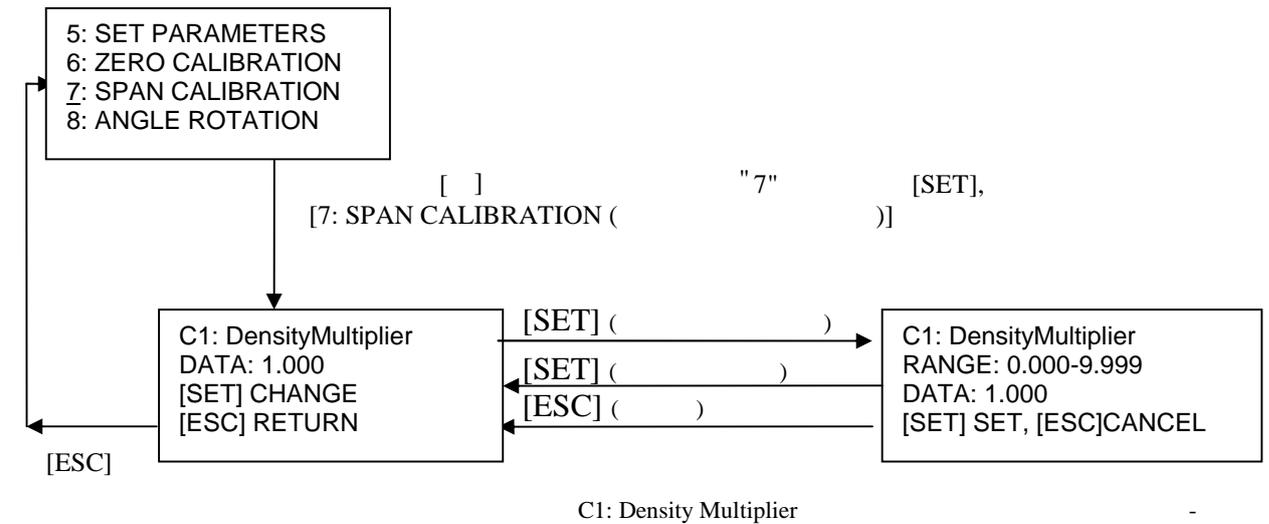 5: SET PARAMETERS
6: ZERO CALIBRATION
7: SPAN CALIBRATION
8: ANGLE ROTATION
[ ] "7" [SET],
[7: SPAN CALIBRATION ( )]
C1: DensityMultiplier
DATA: 1.000
[SET] CHANGE
[ESC] RETURN
[SET] ( )
[SET] ( )
[ESC] ( )
C1: DensityMultiplier
RANGE: 0.000-9.999
DATA: 1.000
[SET] SET, [ESC]CANCEL
[ESC]
C1: Density Multiplier -